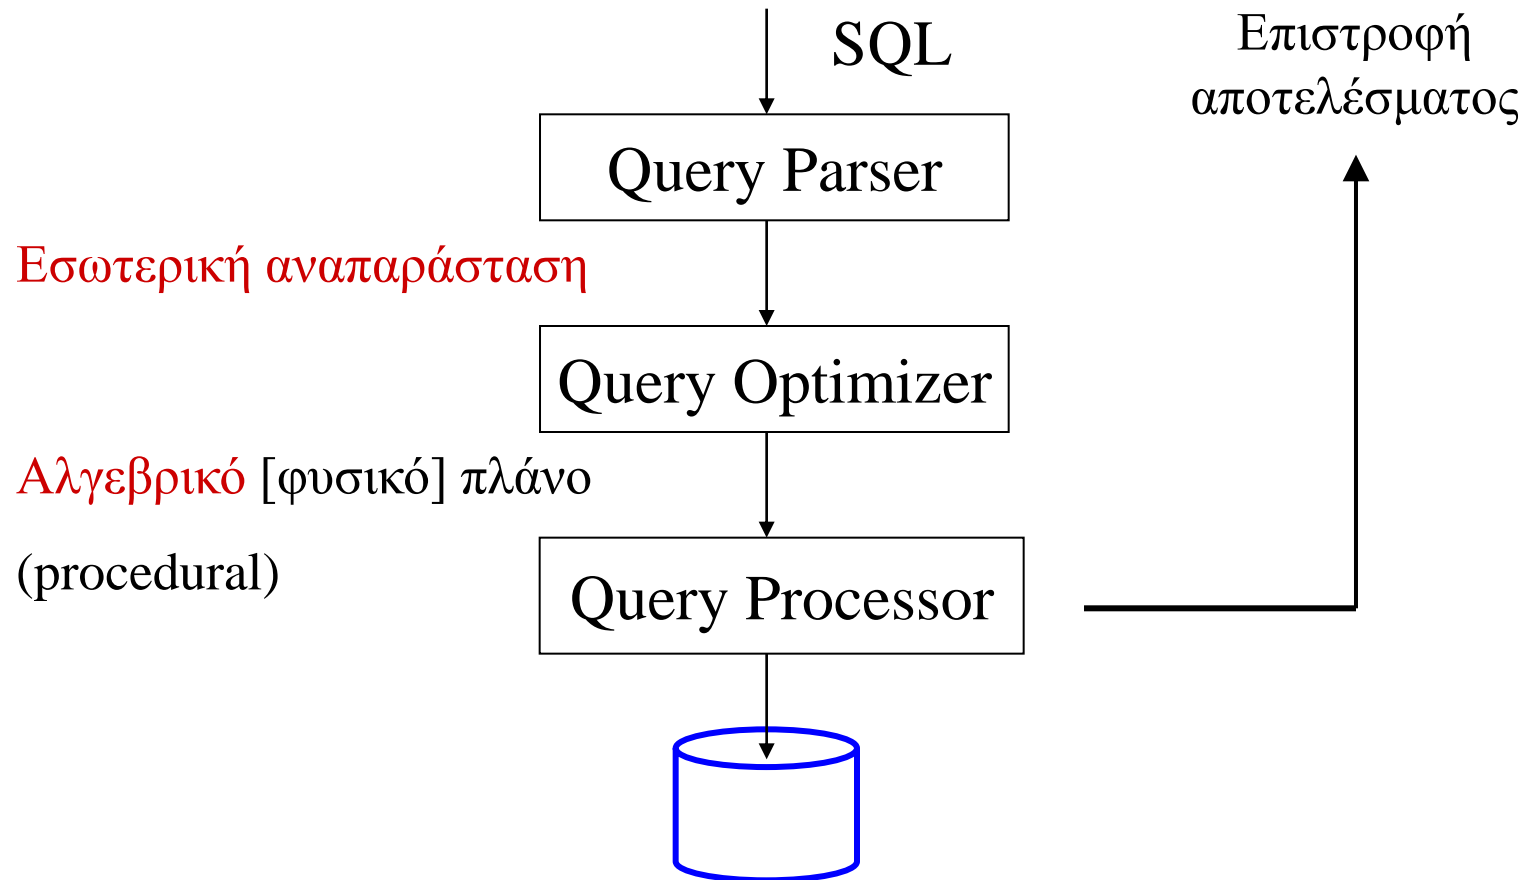 SQL
Επιστροφή
αποτελέσματος
Query Parser
Εσωτερική αναπαράσταση
Query Optimizer
Αλγεβρικό [φυσικό] πλάνο
(procedural)
Query Processor